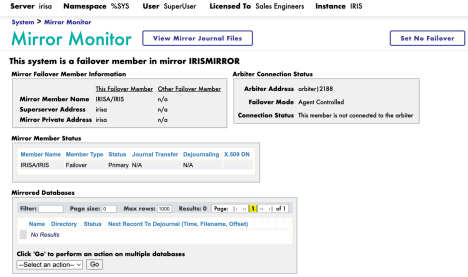 Server irisa Namespace %SYS User SuperUser Licensed To Sales Engineers Instance IRIS
System > Mirror Monitor
Mirror Monitor View Mirror Journal Files Set No Failover
This system is a failover member in mirror IRISMIRROR
Mirror Failover Member Information
This Failover Member Other Failover Member
Mirror Member Name IRISA/IRIS n/a
Superserver Address irisa n/a
Mirror Private Address irisa n/a
Arbiter Connection Status
Arbiter Address arbiter|2188
Failover Mode Agent Controlled
Connection Status This member is not connected to the arbiter
Mirror Member Status
Member Name Member Type Status Journal Transfer Dejournaling X.509 DN
IRISA/IRIS Failover Primary N/A N/A
Mirrored Databases
Filter: Page size: 0 Max rows: 1000 Results: 0 Page: |‹ ‹‹ 1 ›› ›| of 1
Name Directory Status Next Record To Dejournal (Time, Filename, Offset)
No Results
Click 'Go' to perform an action on multiple databases
--Select an action-- Go